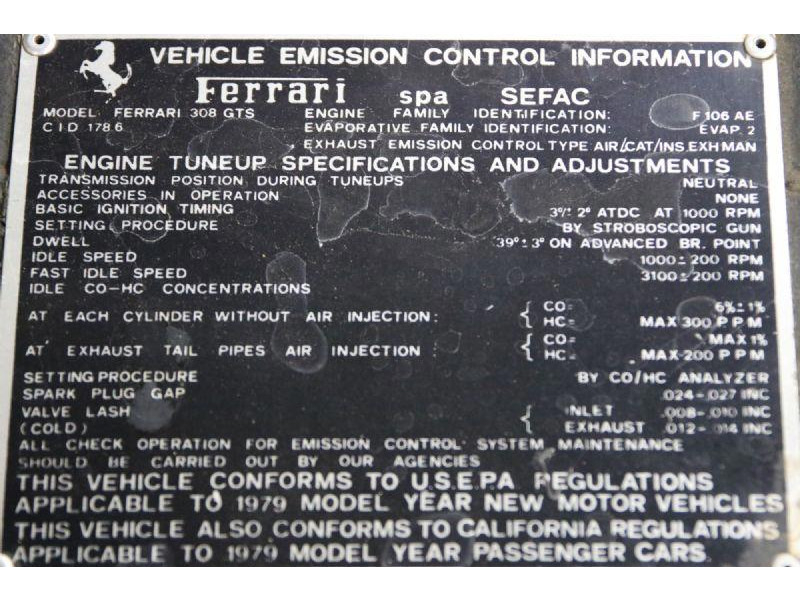 VEHICLE EMISSION CONTROL INFORMATION
Ferrari spa SEFAC
MODEL FERRARI 308 GTS ENGINE FAMILY IDENTIFICATION: F 106 AE
CID 178.6 EVAPORATIVE FAMILY IDENTIFICATION: EVAP. 2
EXHAUST EMISSION CONTROL TYPE AIR/CAT/INS.EXH MAN
ENGINE TUNEUP SPECIFICATIONS AND ADJUSTMENTS
TRANSMISSION POSITION DURING TUNEUPS NEUTRAL
ACCESSORIES IN OPERATION NONE
BASIC IGNITION TIMING 3°± 2° ATDC AT 1000 RPM
SETTING PROCEDURE BY STROBOSCOPIC GUN
DWELL 39°± 3° ON ADVANCED BR. POINT
IDLE SPEED 1000±200 RPM
FAST IDLE SPEED 3100±200 RPM
IDLE CO-HC CONCENTRATIONS
AT EACH CYLINDER WITHOUT AIR INJECTION: { CO= 6%±1%
HC= MAX 300 P P M
AT EXHAUST TAIL PIPES AIR INJECTION: { CO= MAX 1%
HC= MAX 200 P P M
SETTING PROCEDURE BY CO/HC ANALYZER
SPARK PLUG GAP .024-.027 INC
VALVE LASH { INLET .008-.010 INC
(COLD) EXHAUST .012-.014 INC
ALL CHECK OPERATION FOR EMISSION CONTROL SYSTEM MAINTENANCE
SHOULD BE CARRIED OUT BY OUR AGENCIES
THIS VEHICLE CONFORMS TO U.S.E.P.A REGULATIONS
APPLICABLE TO 1979 MODEL YEAR NEW MOTOR VEHICLES
THIS VEHICLE ALSO CONFORMS TO CALIFORNIA REGULATIONS
APPLICABLE TO 1979 MODEL YEAR PASSENGER CARS